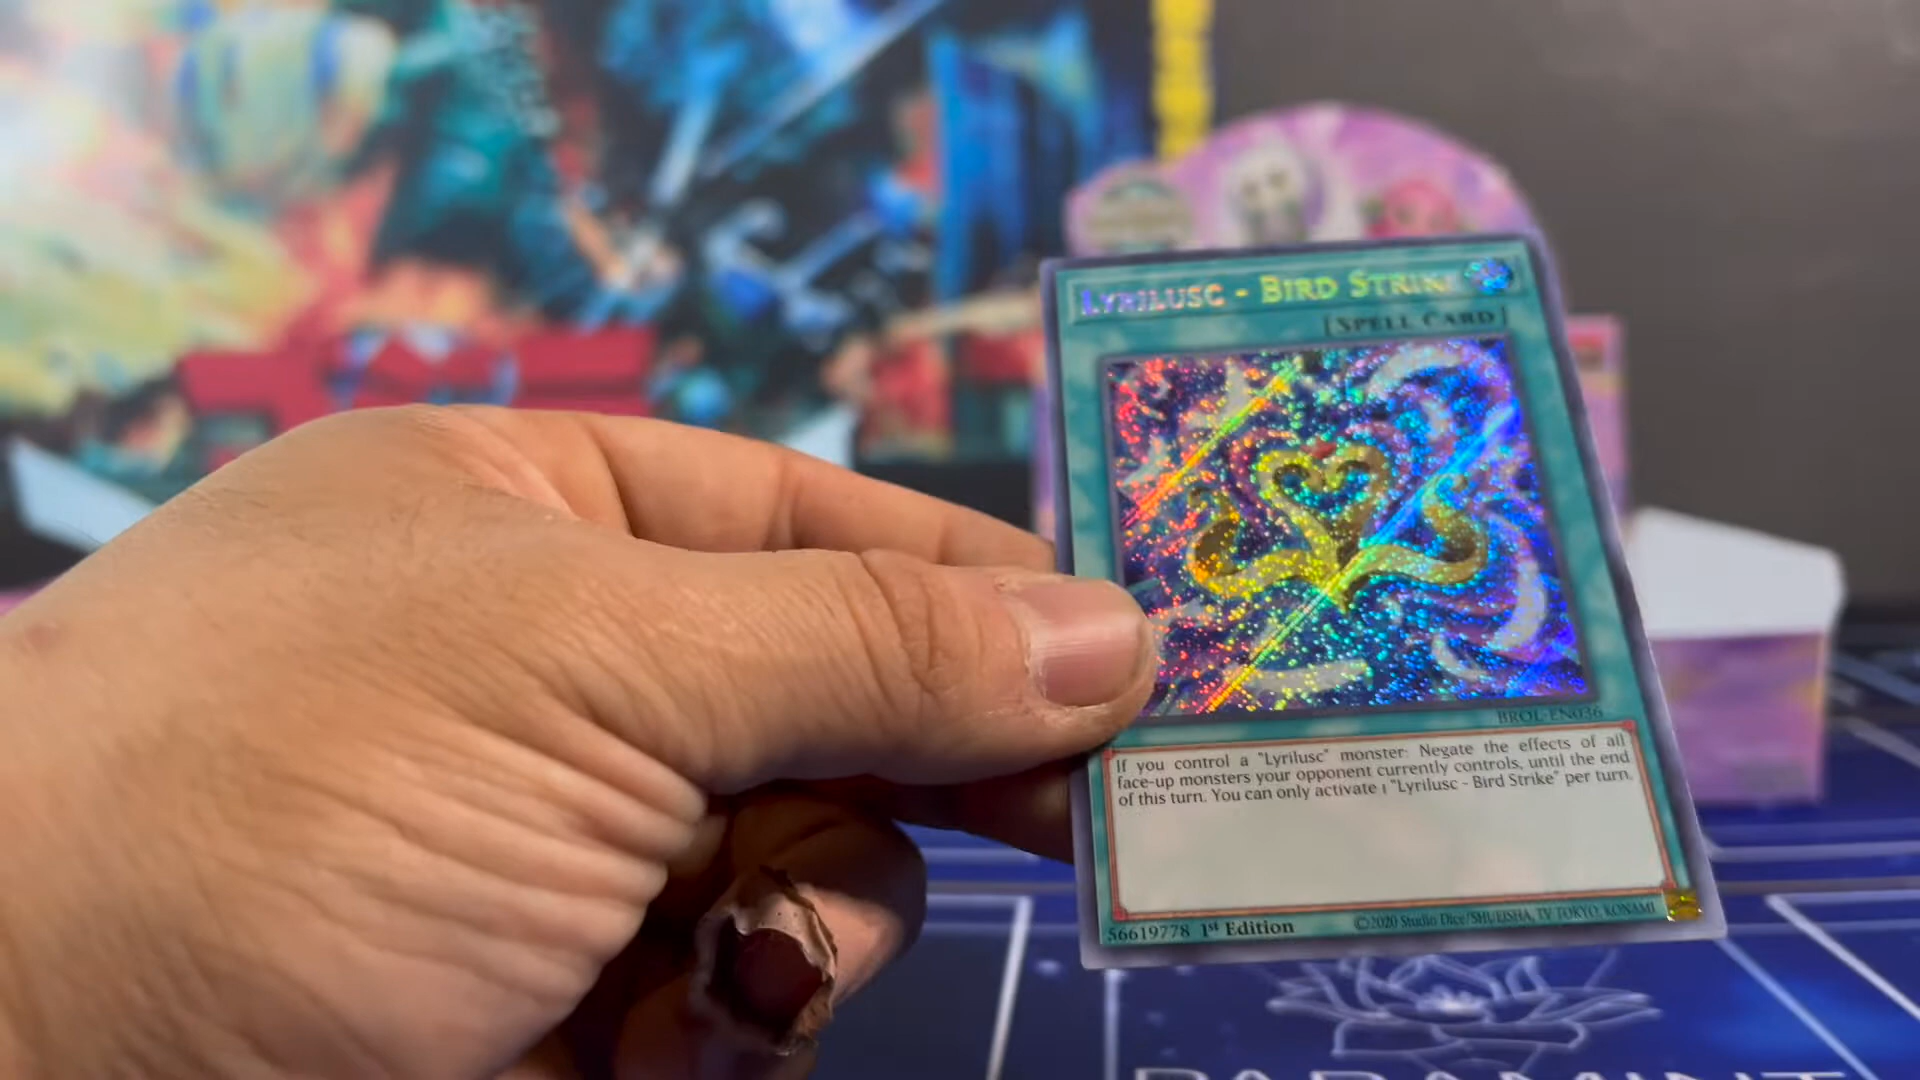 LYRILUSC - BIRD STRIKE
[SPELL CARD]
BROL-EN036
If you control a "Lyrilusc" monster: Negate the effects of all
face-up monsters your opponent currently controls, until the end
of this turn. You can only activate 1 "Lyrilusc - Bird Strike" per turn.
56619778 1st Edition ©2020 Studio Dice/SHUEISHA, TV TOKYO, KONAMI